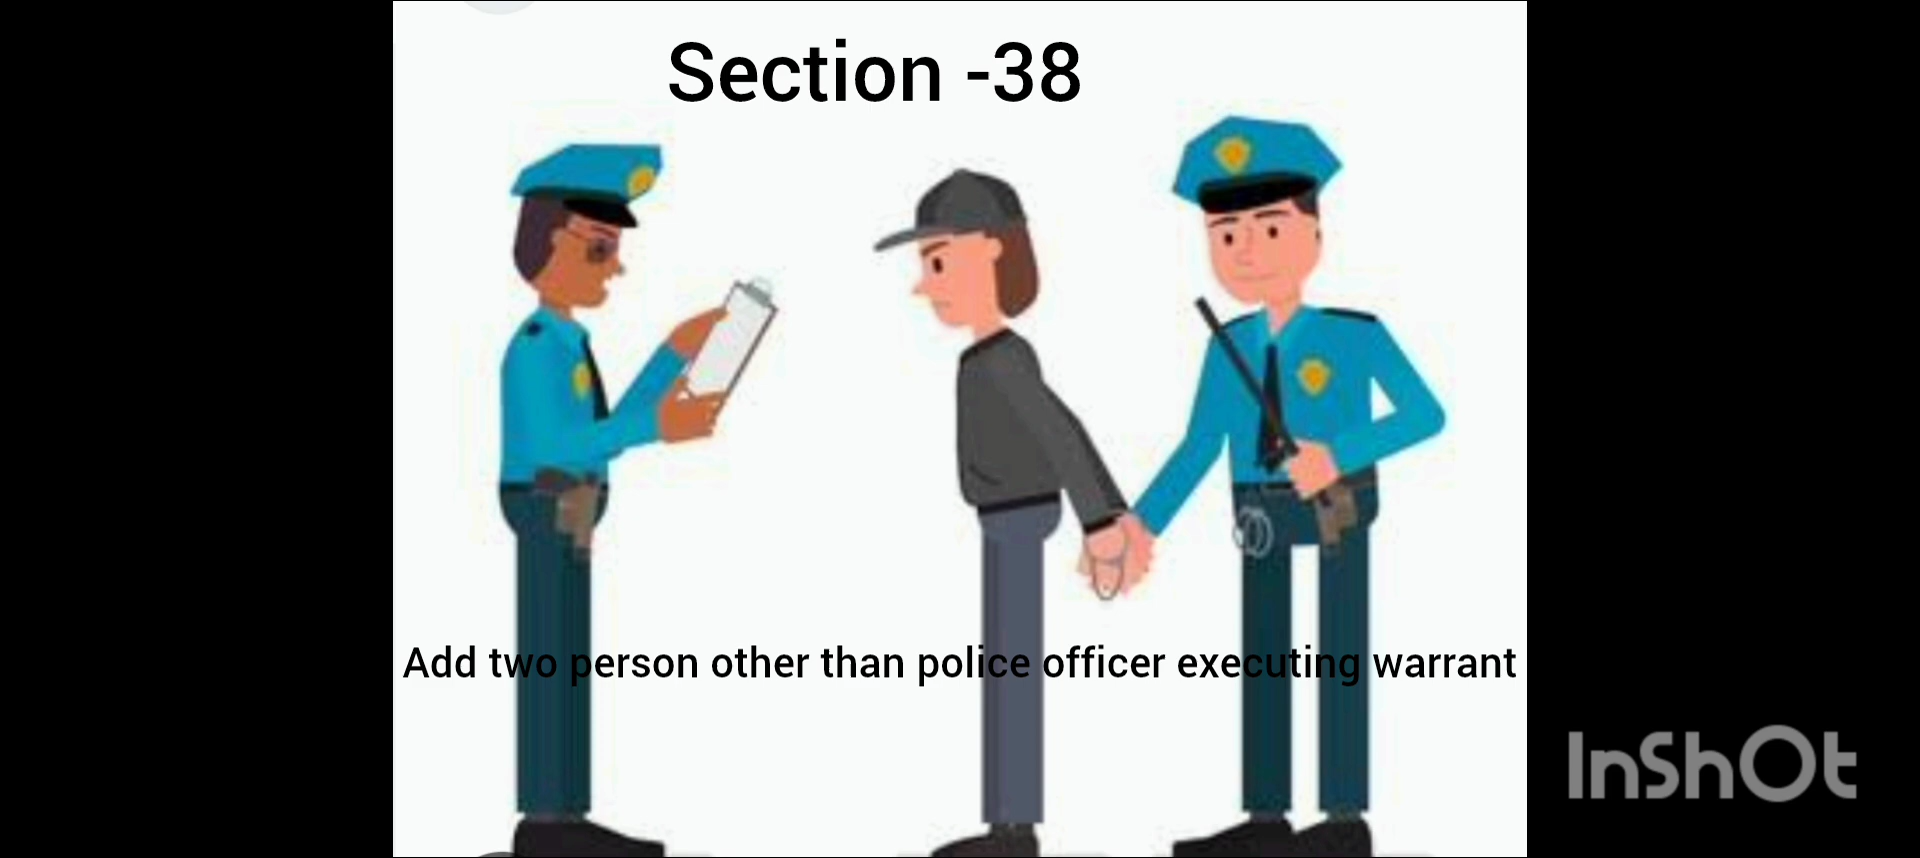 Section -38
Add two person other than police officer executing warrant
InShOt